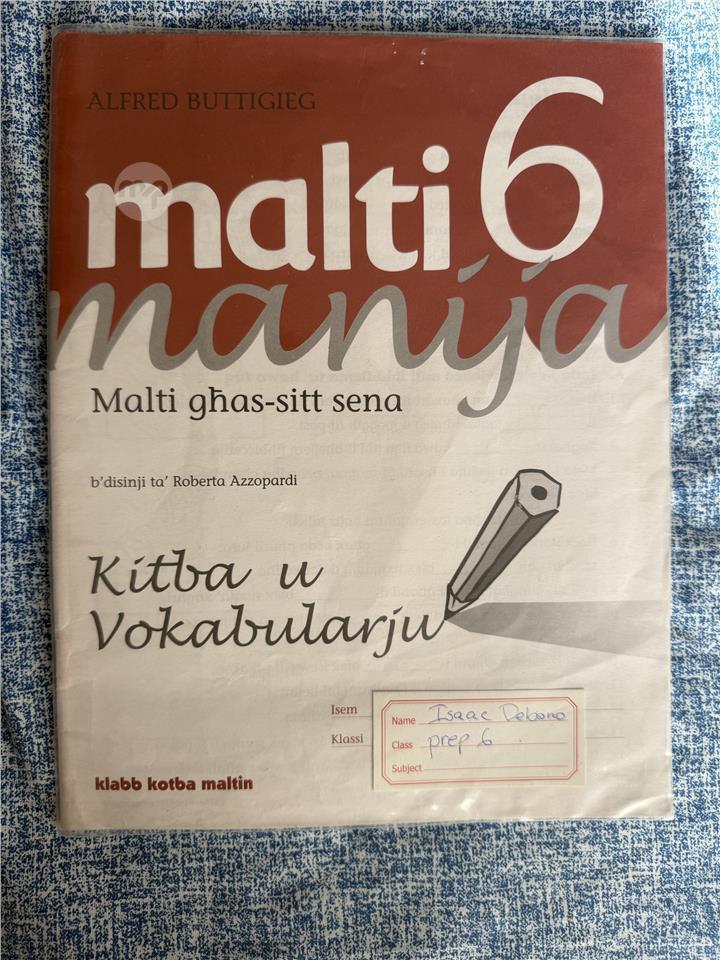 ALFRED BUTTIGIEG
malti 6
manija
Malti għas-sitt sena
b'disinji ta' Roberta Azzopardi
Kitba u
Vokabularju
Isem
Klassi
Name Isaac Debono
Class prep 6
Subject
klabb kotba maltin